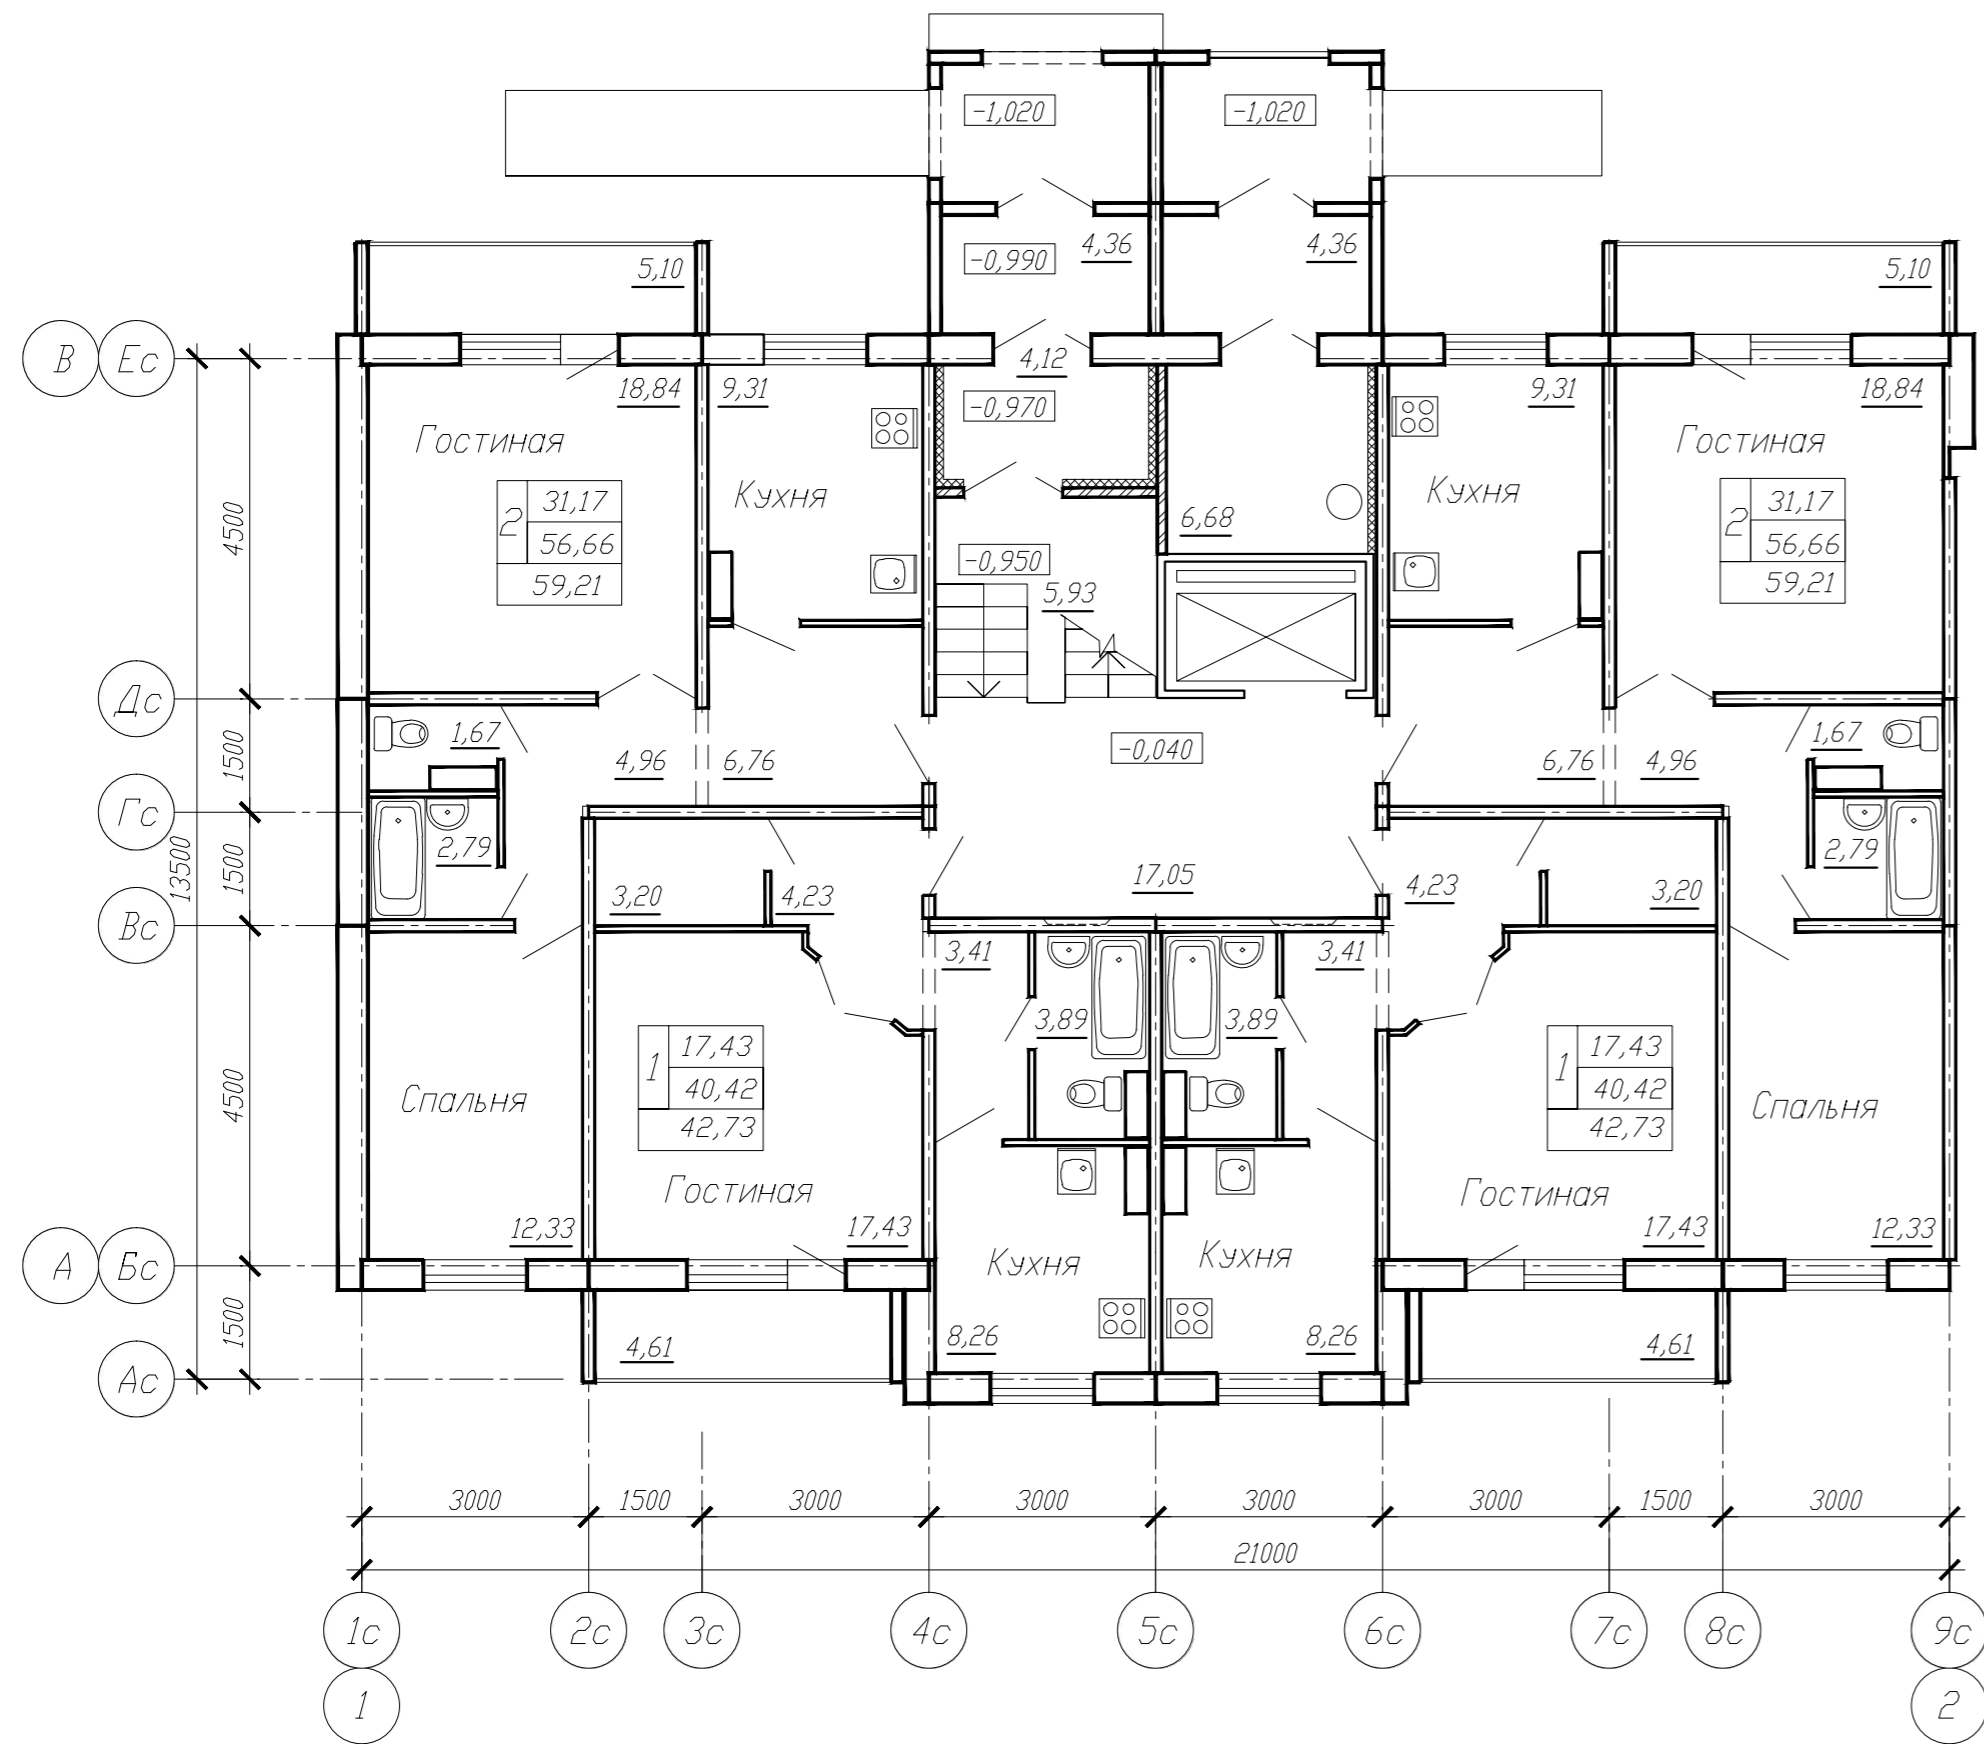 -1,020 -1,020
4,36 4,36
-0,990
5,10 5,10
В Ес
4,12
18,84 9,31 9,31 18,84
-0,970
Гостиная Гостиная
Кухня Кухня
2 31,17 2 31,17
56,66 56,66
59,21 59,21
6,68
4500
-0,950
5,93
Дс
1,67 1,67
-0,040
4,96 6,76 6,76 4,96
1500
Гс
2,79 2,79
13500
1500
17,05
3,20 4,23 4,23 3,20
Вс
3,41 3,41
3,89 3,89
1 17,43 1 17,43
40,42 40,42
42,73 42,73
4500
Спальня Спальня
Гостиная Гостиная
12,33 17,43 17,43 12,33
Кухня Кухня
А Бс
1500
4,61 8,26 8,26 4,61
Ас
3000 1500 3000 3000 3000 3000 1500 3000
21000
1с 2с 3с 4с 5с 6с 7с 8с 9с
1 2